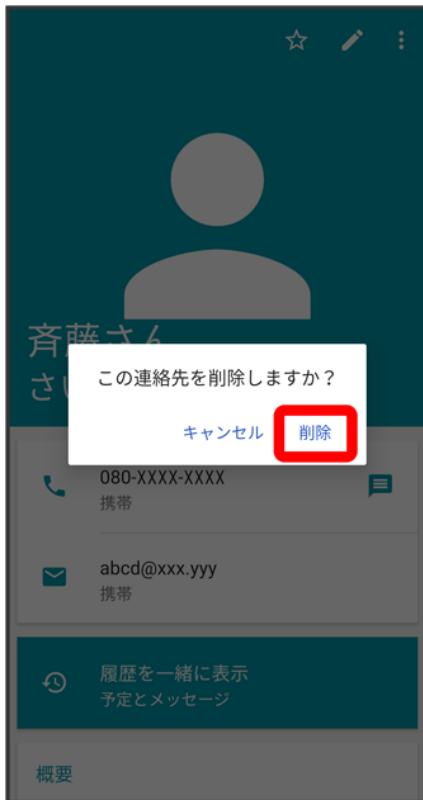 斉藤さん
さい
この連絡先を削除しますか？
キャンセル 削除
080-XXXX-XXXX
携帯
abcd@xxx.yyy
携帯
履歴を一緒に表示
予定とメッセージ
概要